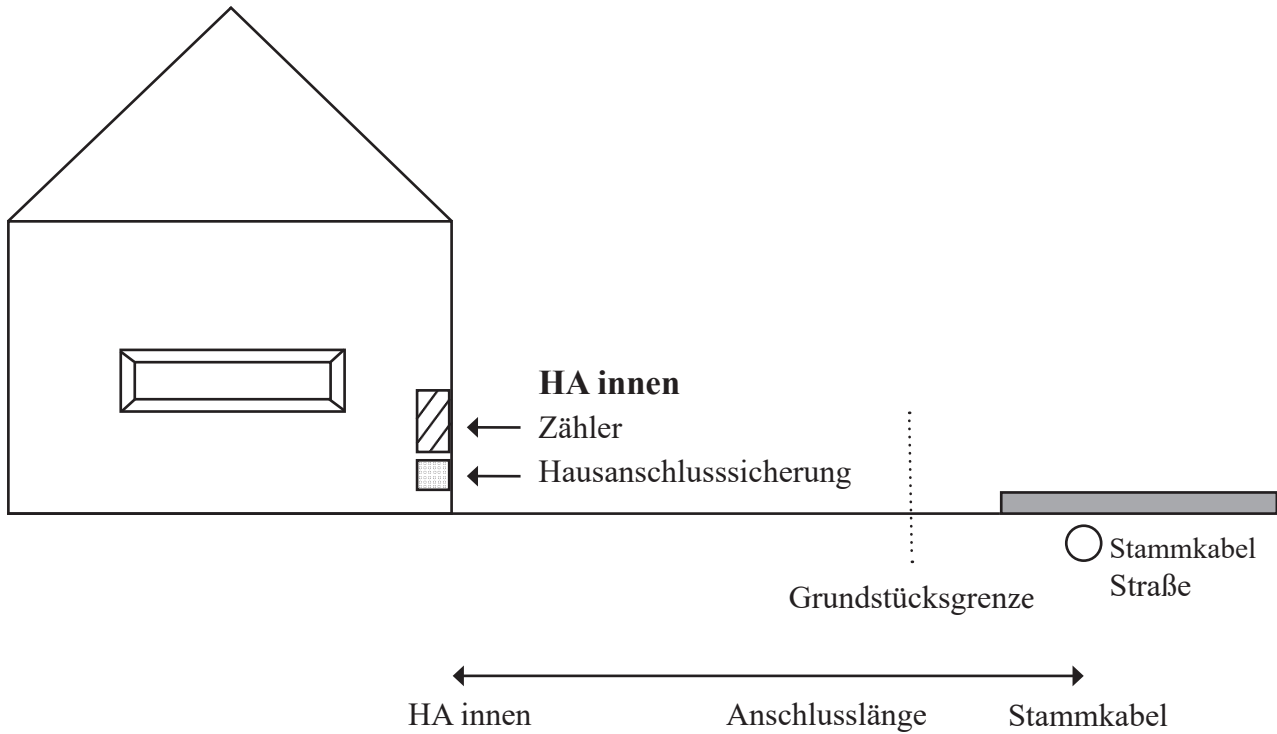 HA innen
Zähler
Hausanschlusssicherung
Stammkabel
Straße
Grundstücksgrenze
HA innen Anschlusslänge Stammkabel